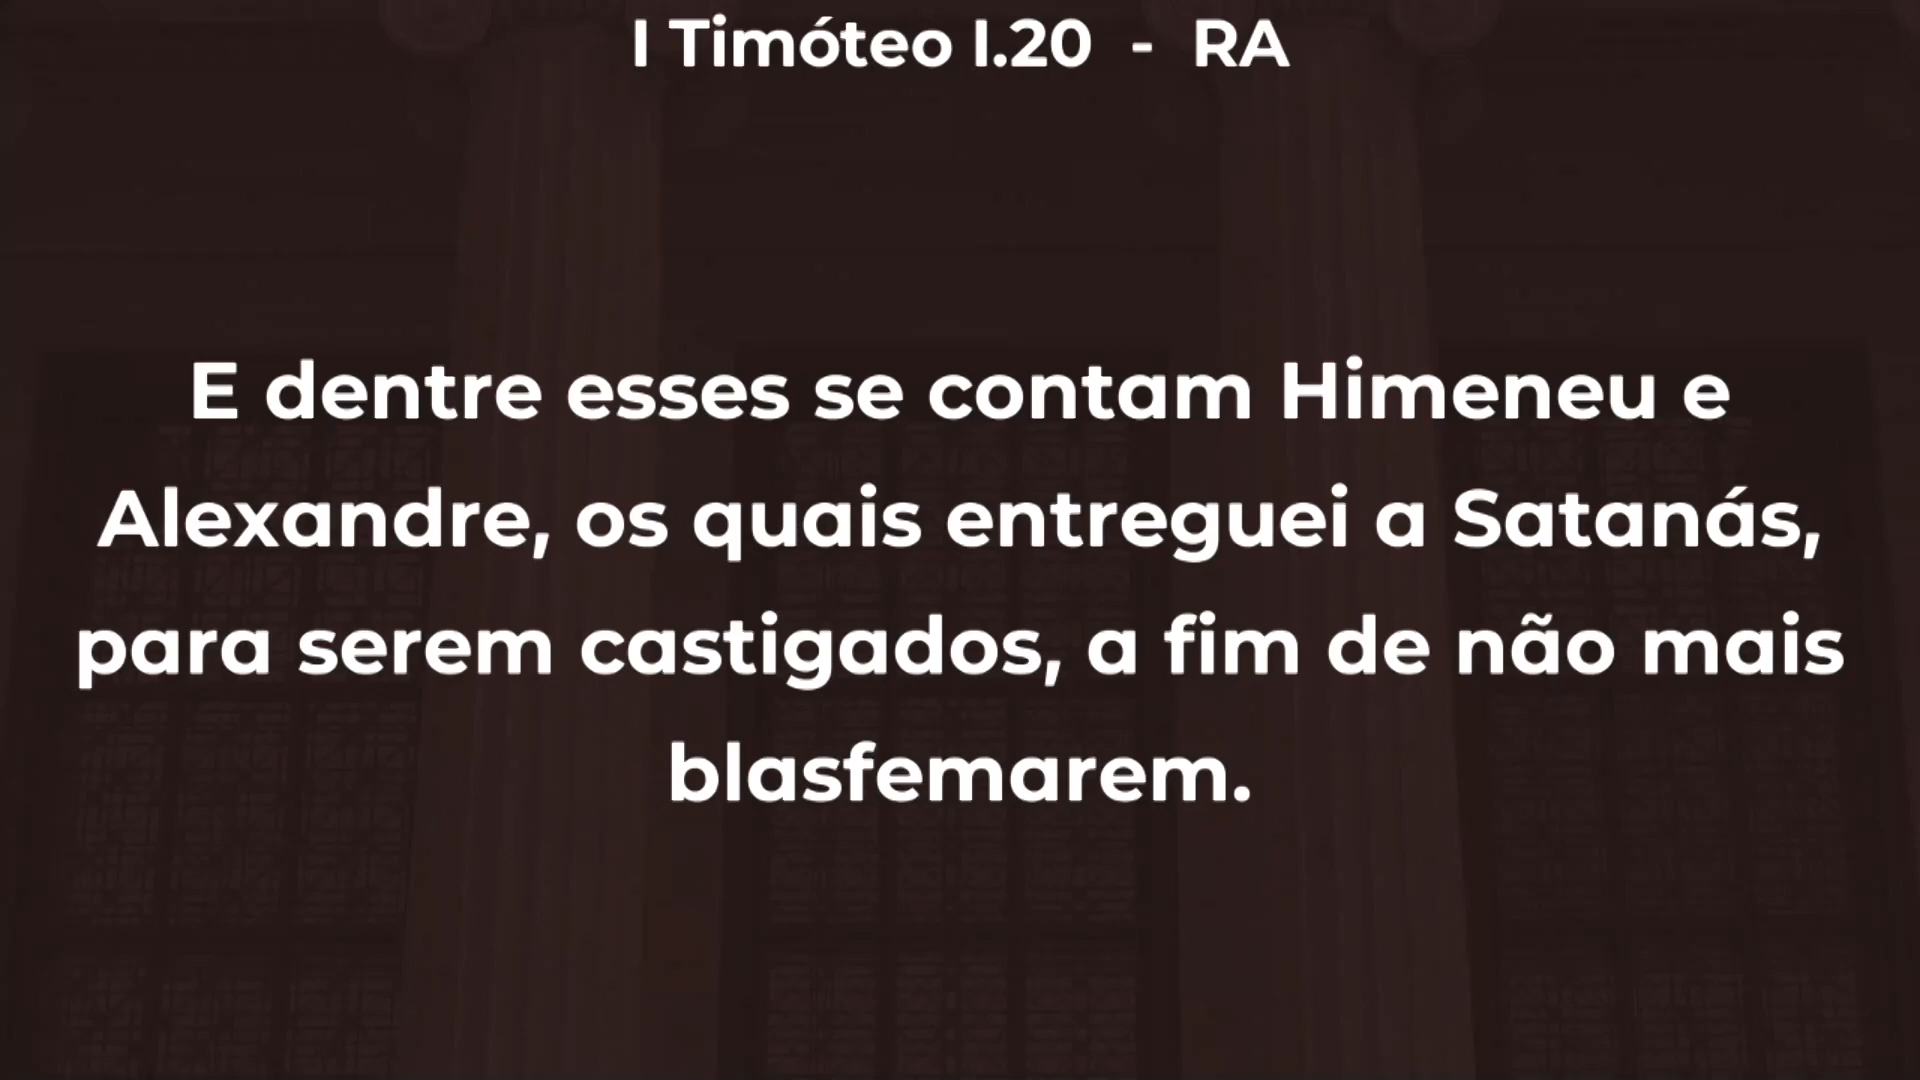 I Timóteo I.20 - RA
E dentre esses se contam Himeneu e
Alexandre, os quais entreguei a Satanás,
para serem castigados, a fim de não mais
blasfemarem.